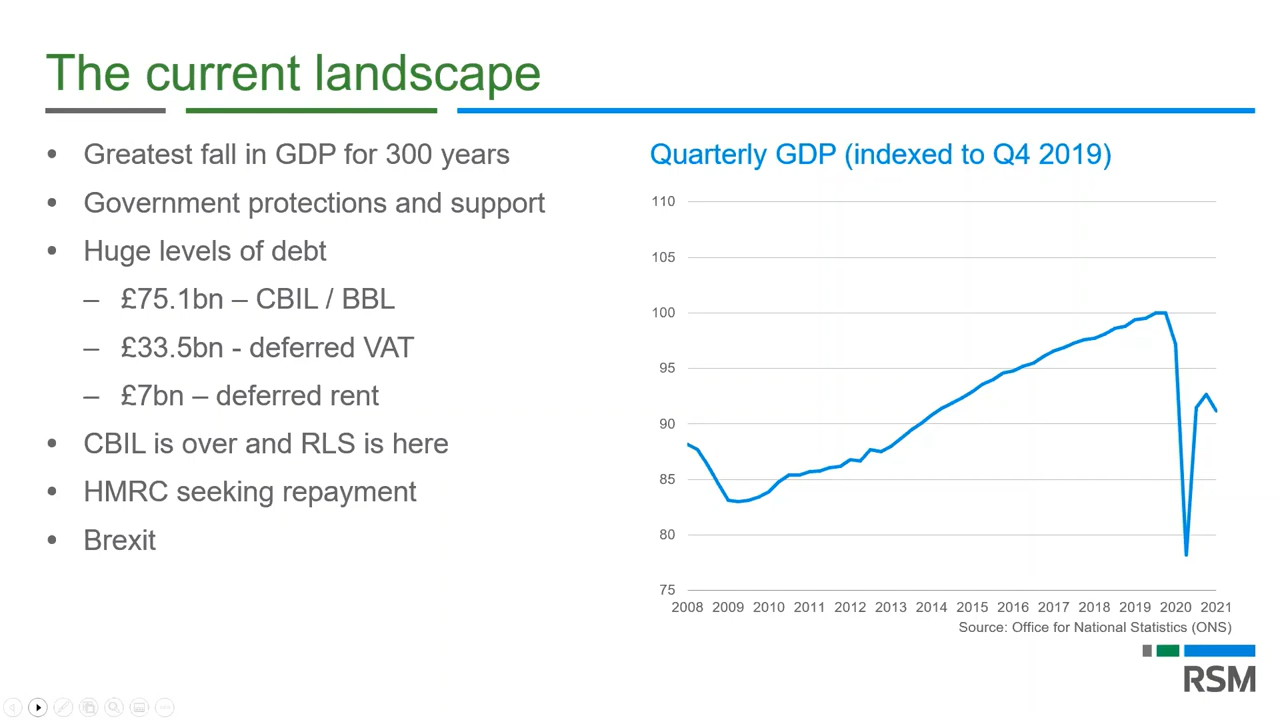 The current landscape
• Greatest fall in GDP for 300 years
• Government protections and support
• Huge levels of debt
– £75.1bn – CBIL / BBL
– £33.5bn - deferred VAT
– £7bn – deferred rent
• CBIL is over and RLS is here
• HMRC seeking repayment
• Brexit
Quarterly GDP (indexed to Q4 2019)
110
105
100
95
90
85
80
75
2008 2009 2010 2011 2012 2013 2014 2015 2016 2017 2018 2019 2020 2021
Source: Office for National Statistics (ONS)
RSM